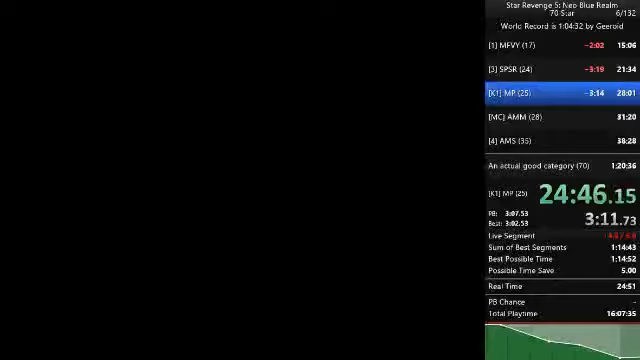 Star Revenge 5: Neo Blue Realm
70 Star 6/132
World Record is 1:04:32 by Geeroid
[1] MFVY (17) −2:02 15:06
[3] SPSR (24) −3:19 21:34
[K1] MP (25) −3:14 28:01
[MC] AMM (28) 31:20
[4] AMS (35) 38:28
An actual good category (70) 1:20:36
[K1] MP (25) 24:46.15
PB: 3:07.53 3:11.73
Best: 3:02.53
Live Segment
Sum of Best Segments 1:14:43
Best Possible Time 1:14:52
Possible Time Save 5.00
Real Time 24:51
PB Chance -
Total Playtime 16:07:35